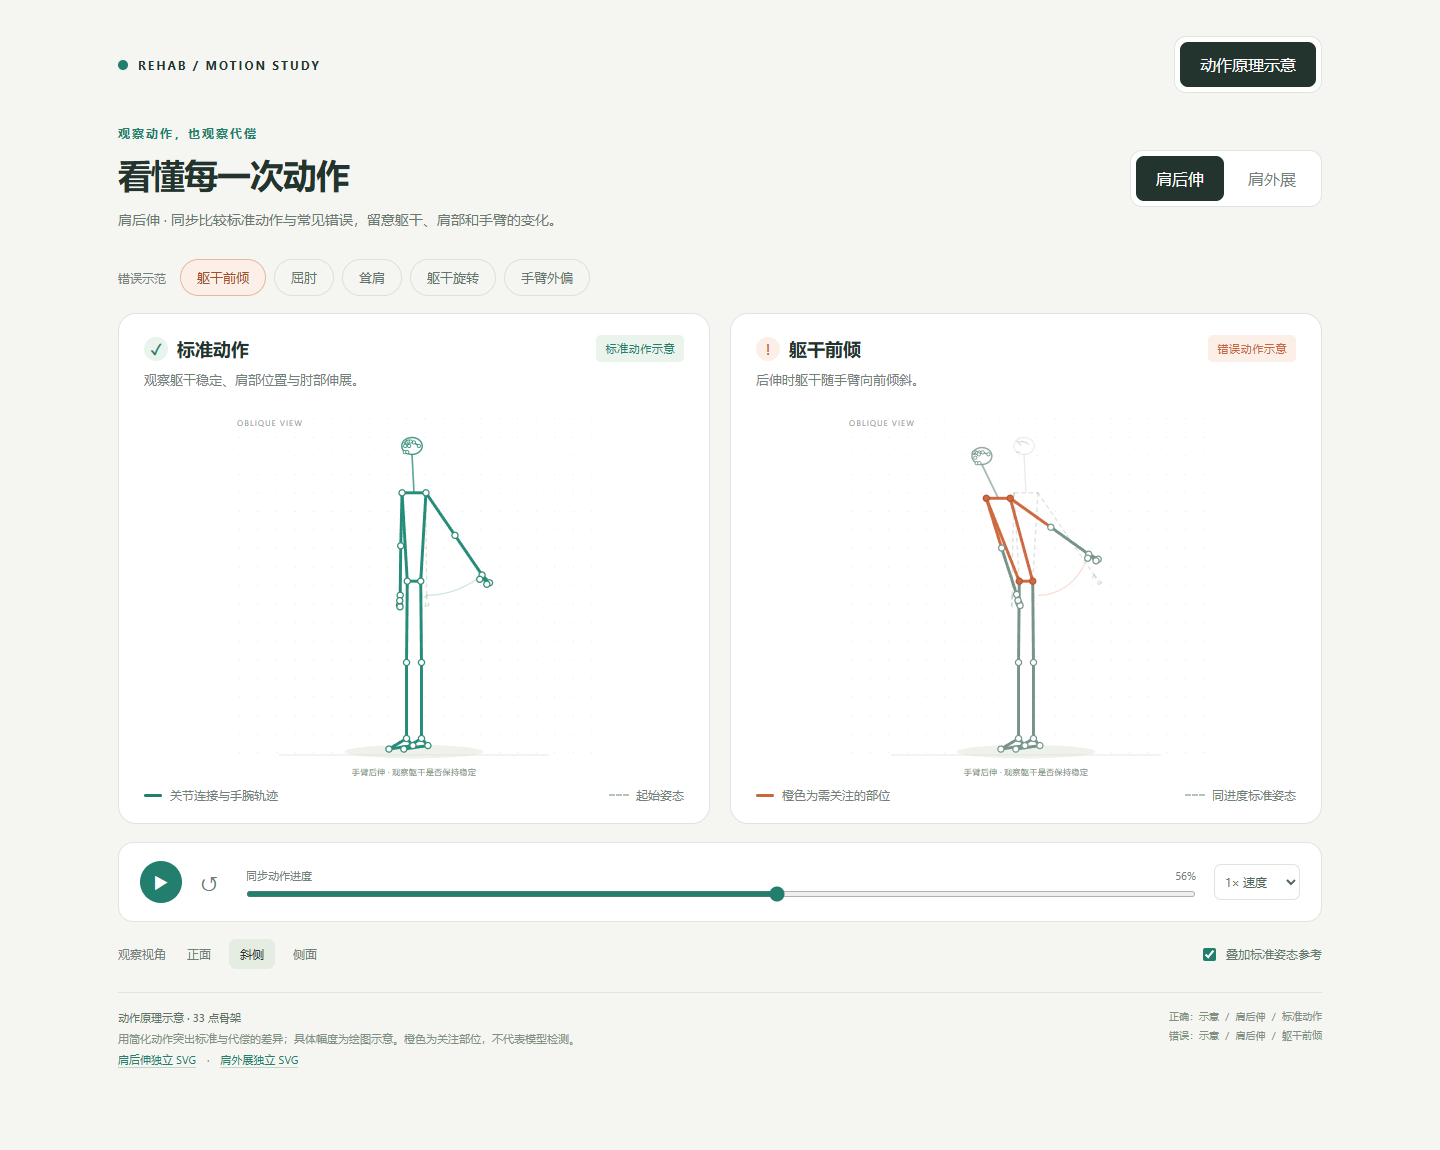 REHAB / MOTION STUDY
动作原理示意
观察动作，也观察代偿
看懂每一次动作
肩后伸 肩外展
肩后伸 · 同步比较标准动作与常见错误，留意躯干、肩部和手臂的变化。
错误示范 躯干前倾 屈肘 耸肩 躯干旋转 手臂外偏
✓ 标准动作 标准动作示意
观察躯干稳定、肩部位置与肘部伸展。
OBLIQUE VIEW
手臂后伸 · 观察躯干是否保持稳定
关节连接与手腕轨迹 起始姿态
! 躯干前倾 错误动作示意
后伸时躯干随手臂向前倾斜。
OBLIQUE VIEW
手臂后伸 · 观察躯干是否保持稳定
橙色为需关注的部位 同进度标准姿态
同步动作进度 56%
1× 速度
观察视角 正面 斜侧 侧面 叠加标准姿态参考
动作原理示意 · 33 点骨架
用简化动作突出标准与代偿的差异；具体幅度为绘图示意。橙色为关注部位，不代表模型检测。
肩后伸独立 SVG · 肩外展独立 SVG
正确：示意 / 肩后伸 / 标准动作
错误：示意 / 肩后伸 / 躯干前倾